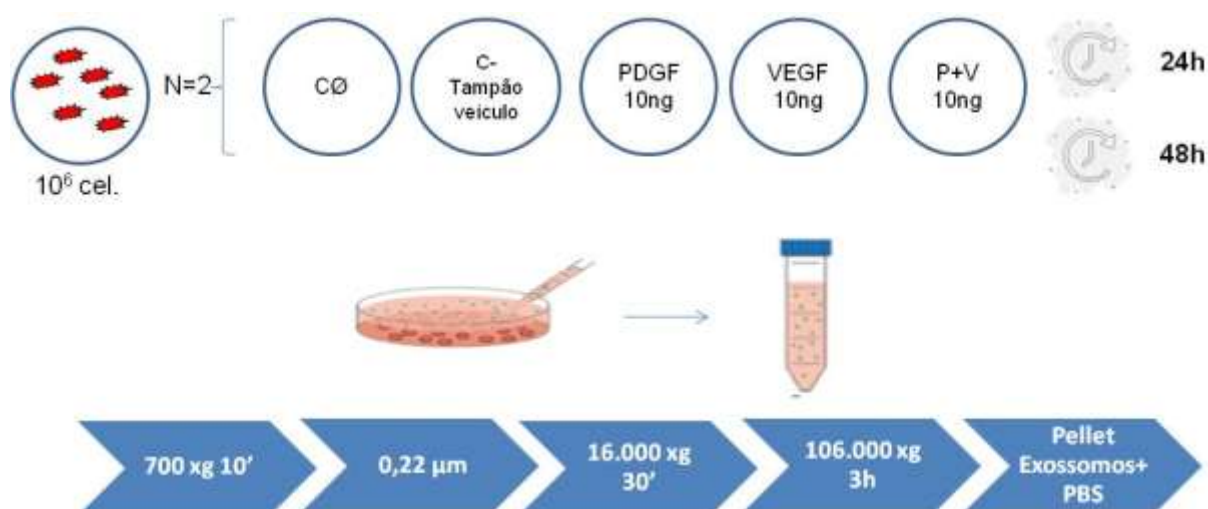 N=2
CØ
C-
Tampão
veiculo
PDGF
10ng
VEGF
10ng
P+V
10ng
24h
48h
10⁶ cel.
700 xg 10’
0,22 µm
16.000 xg
30’
106.000 xg
3h
Pellet
Exossomos+
PBS